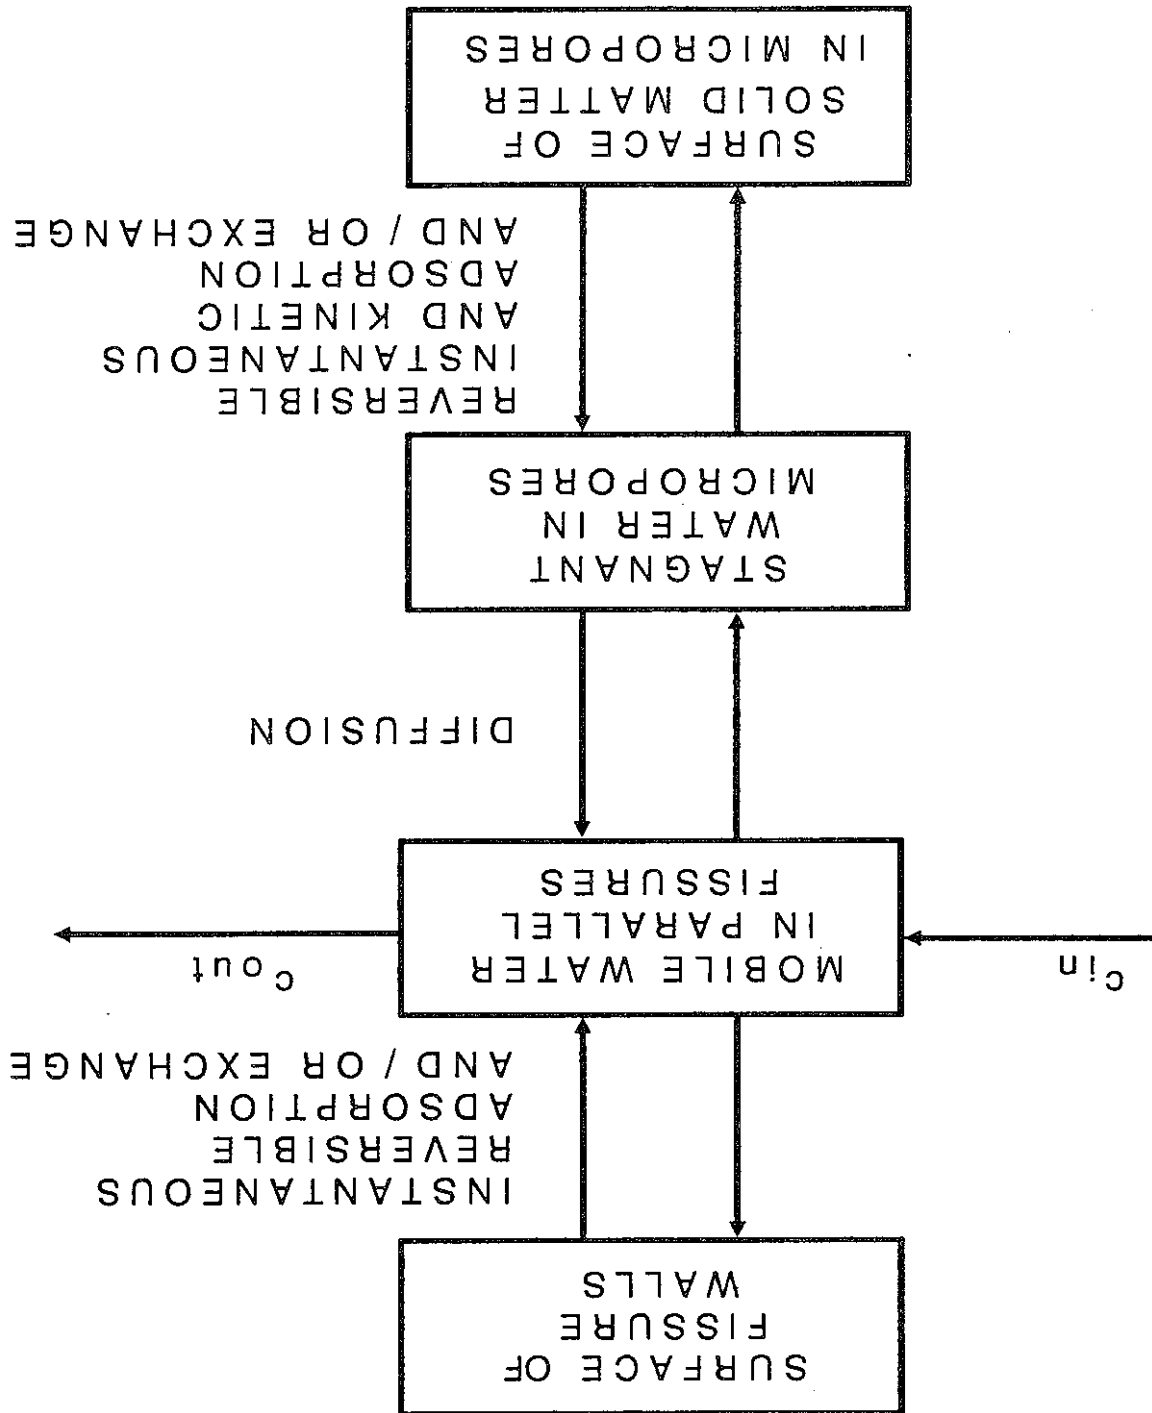 SURFACE OF
FISSURE
WALLS
INSTANTANEOUS
REVERSIBLE
ADSORPTION
AND / OR EXCHANGE
Cin
MOBILE WATER
IN PARALLEL
FISSURES
Cout
DIFFUSION
STAGNANT
WATER IN
MICROPORES
REVERSIBLE
INSTANTANEOUS
AND KINETIC
ADSORPTION
AND / OR EXCHANGE
SURFACE OF
SOLID MATTER
IN MICROPORES